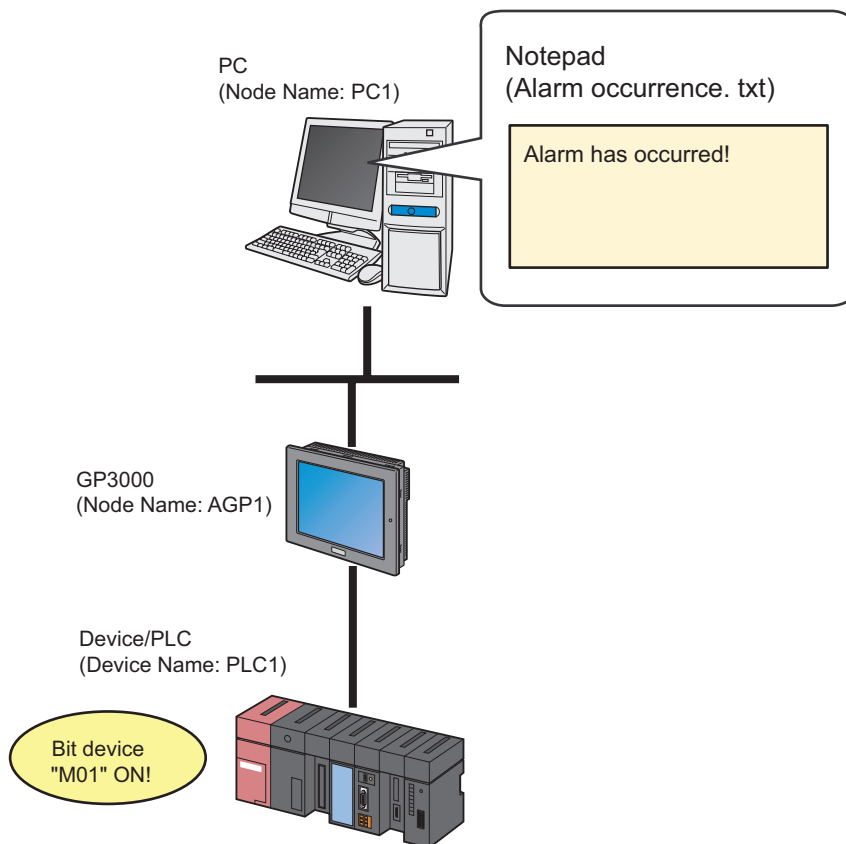 PC
(Node Name: PC1)
Notepad
(Alarm occurrence. txt)
Alarm has occurred!
GP3000
(Node Name: AGP1)
Device/PLC
(Device Name: PLC1)
Bit device
"M01" ON!